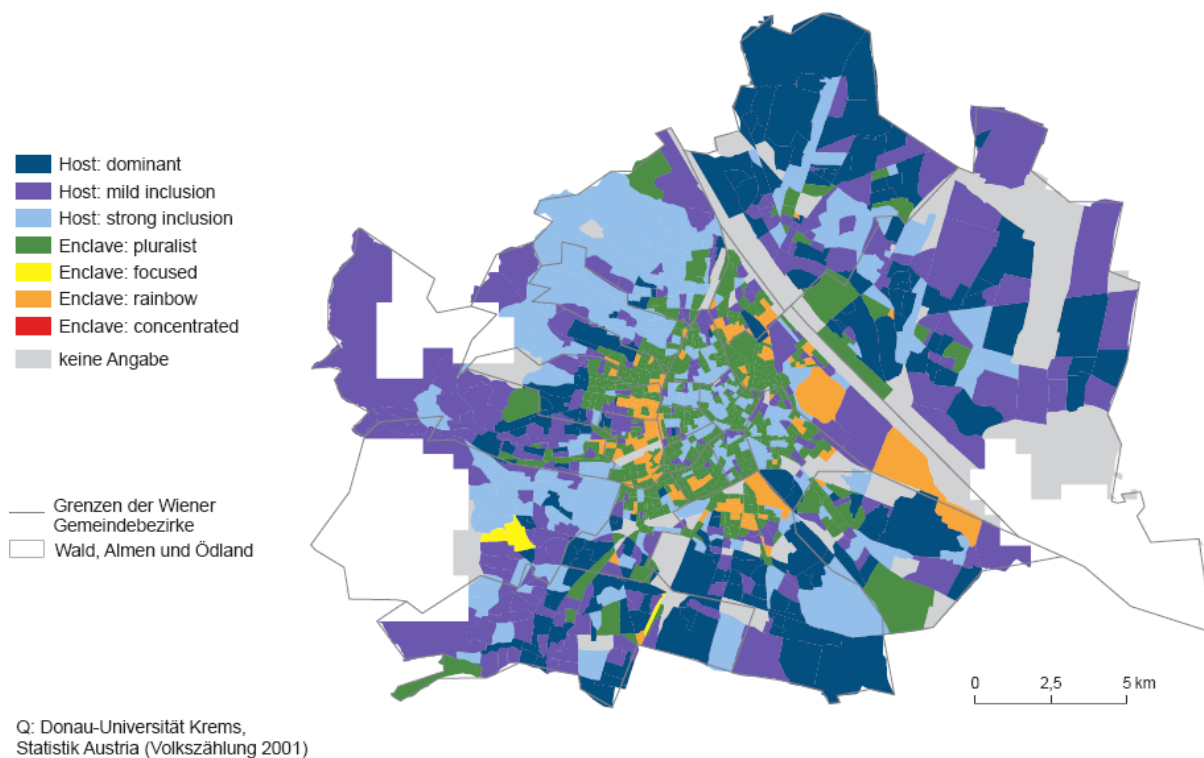 Host: dominant
Host: mild inclusion
Host: strong inclusion
Enclave: pluralist
Enclave: focused
Enclave: rainbow
Enclave: concentrated
keine Angabe
Grenzen der Wiener
Gemeindebezirke
Wald, Almen und Ödland
0 2,5 5 km
Q: Donau-Universität Krems,
Statistik Austria (Volkszählung 2001)